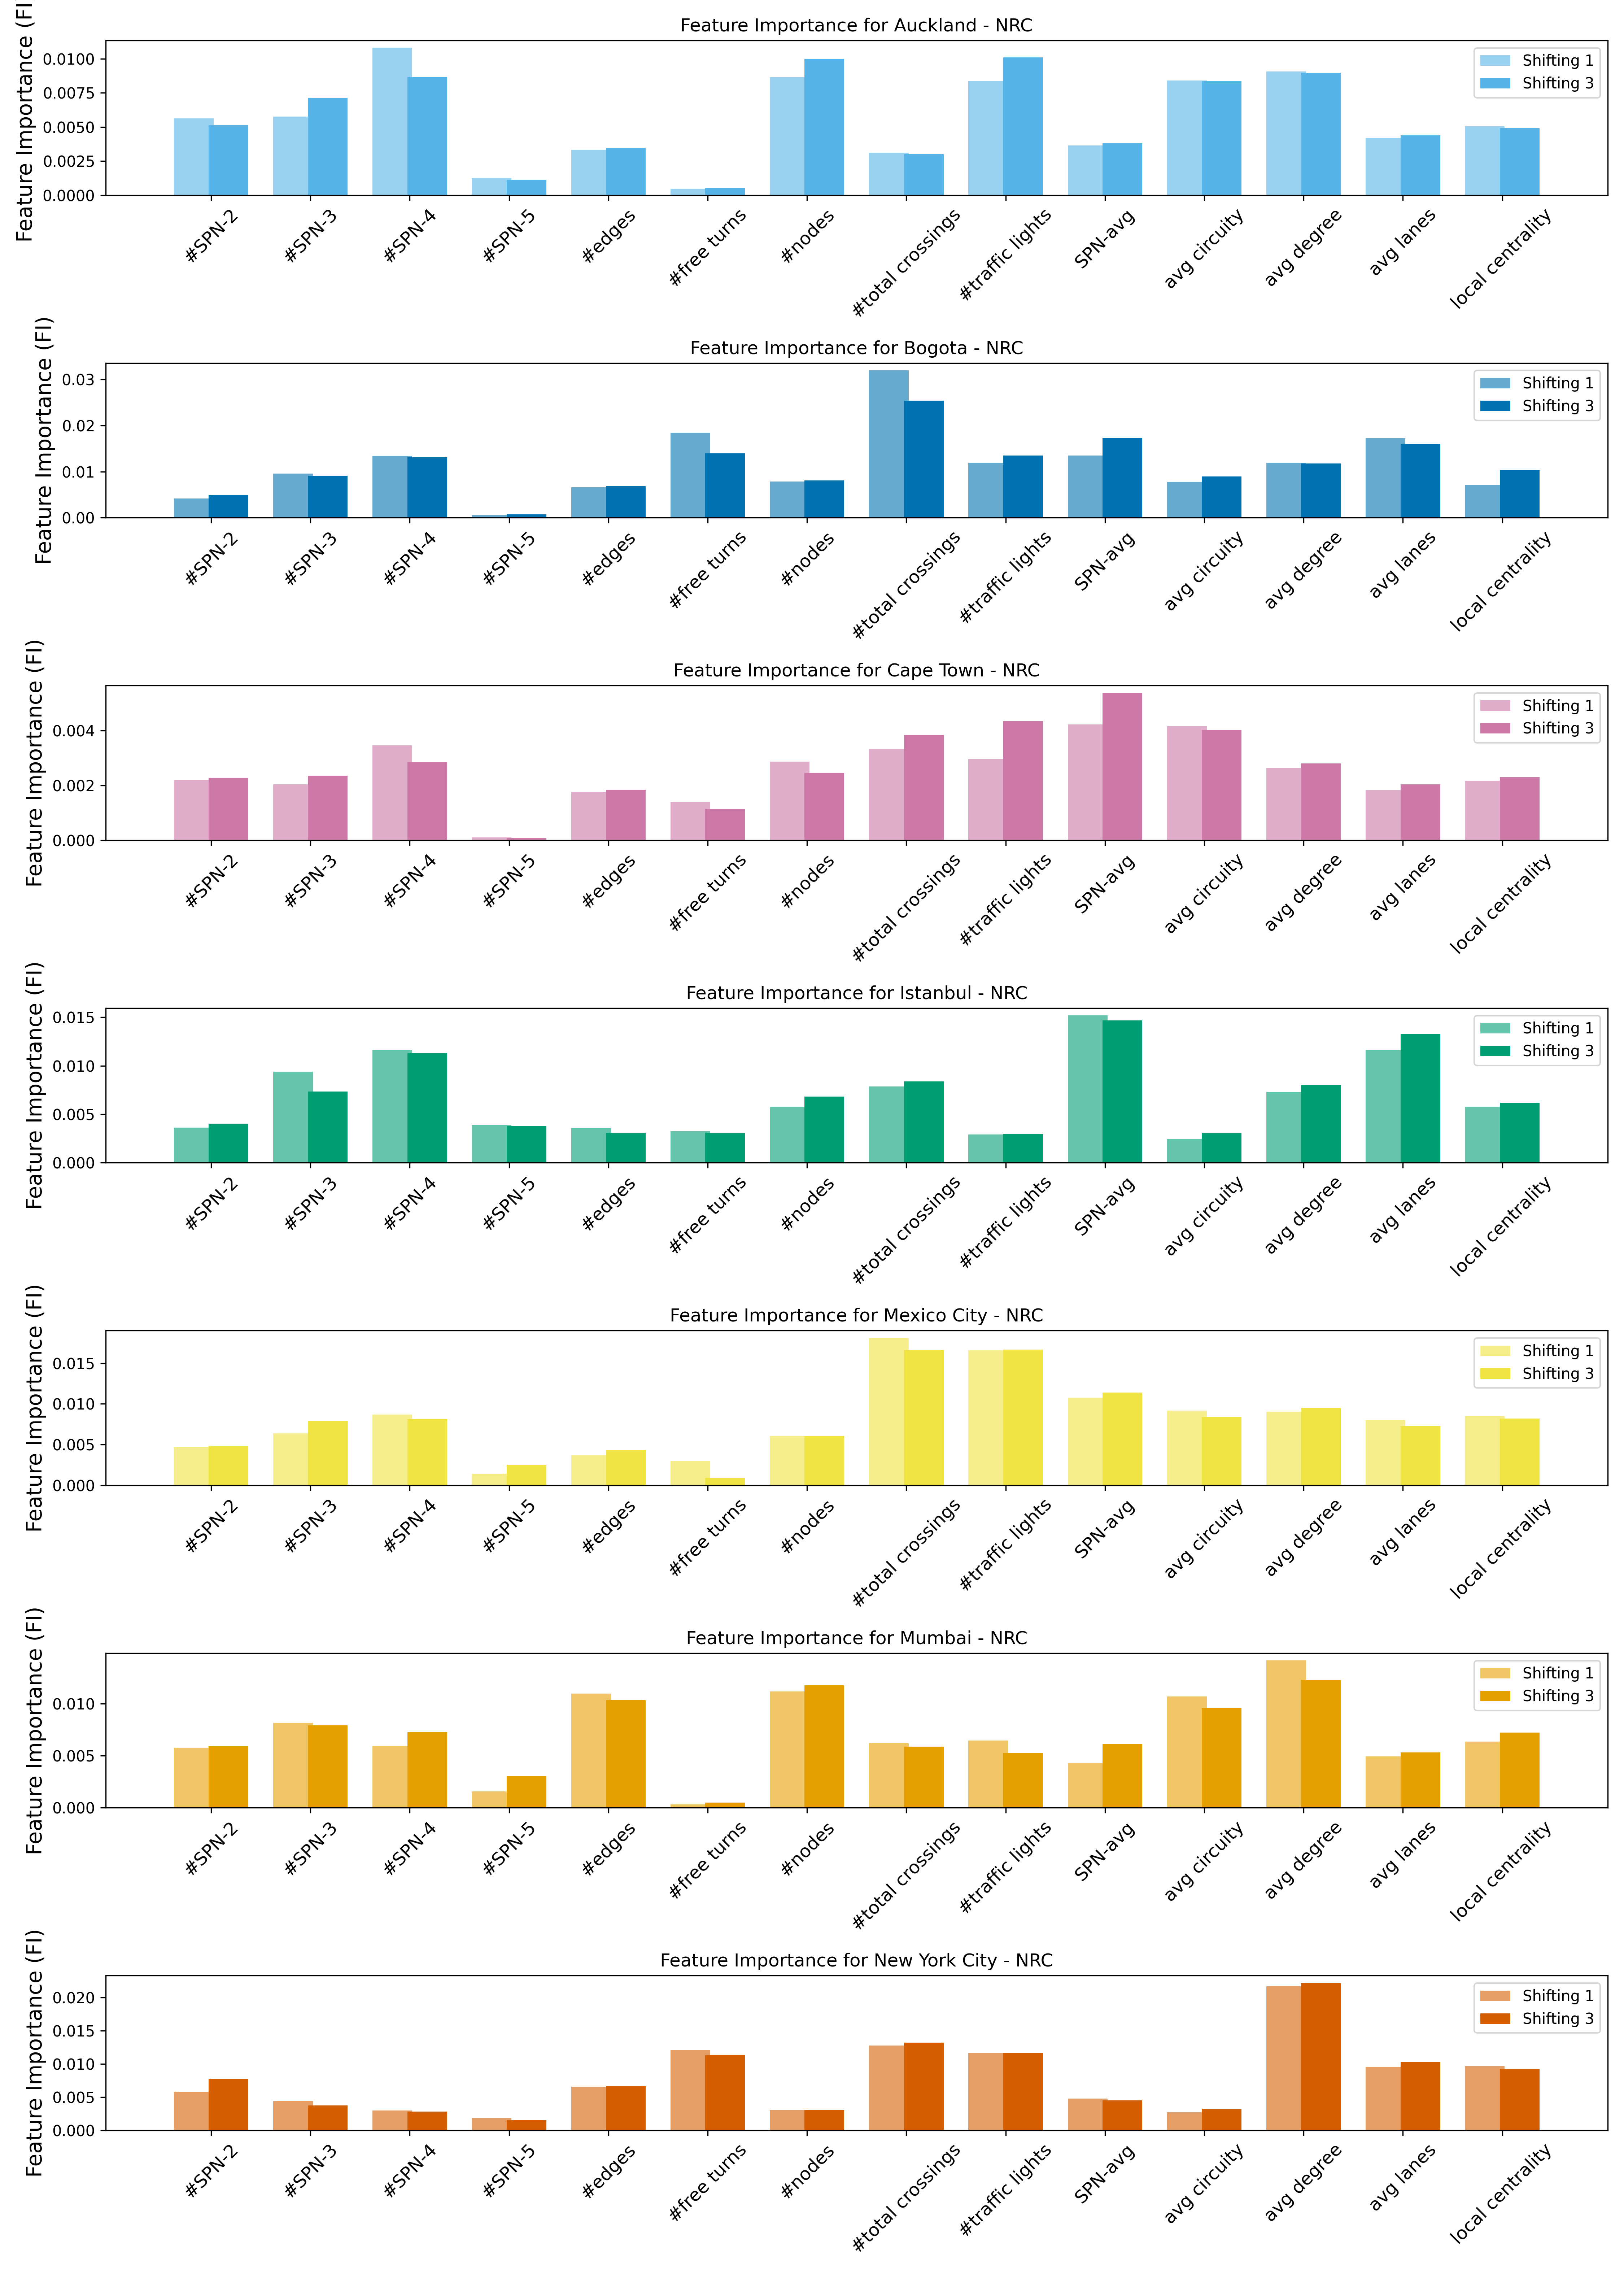 Feature Importance for Auckland - NRC
Feature Importance (FI
0.0100
0.0075
0.0050
0.0025
0.0000
Shifting 1
Shifting 3
#SPN-2
#SPN-3
#SPN-4
#SPN-5
#edges
#free turns
#nodes
#total crossings
#traffic lights
SPN-avg
avg circuity
avg degree
avg lanes
local centrality
Feature Importance for Bogota - NRC
Feature Importance (FI)
0.03
0.02
0.01
0.00
Shifting 1
Shifting 3
#SPN-2
#SPN-3
#SPN-4
#SPN-5
#edges
#free turns
#nodes
#total crossings
#traffic lights
SPN-avg
avg circuity
avg degree
avg lanes
local centrality
Feature Importance for Cape Town - NRC
Feature Importance (FI)
0.004
0.002
0.000
Shifting 1
Shifting 3
#SPN-2
#SPN-3
#SPN-4
#SPN-5
#edges
#free turns
#nodes
#total crossings
#traffic lights
SPN-avg
avg circuity
avg degree
avg lanes
local centrality
Feature Importance for Istanbul - NRC
Feature Importance (FI)
0.015
0.010
0.005
0.000
Shifting 1
Shifting 3
#SPN-2
#SPN-3
#SPN-4
#SPN-5
#edges
#free turns
#nodes
#total crossings
#traffic lights
SPN-avg
avg circuity
avg degree
avg lanes
local centrality
Feature Importance for Mexico City - NRC
Feature Importance (FI)
0.015
0.010
0.005
0.000
Shifting 1
Shifting 3
#SPN-2
#SPN-3
#SPN-4
#SPN-5
#edges
#free turns
#nodes
#total crossings
#traffic lights
SPN-avg
avg circuity
avg degree
avg lanes
local centrality
Feature Importance for Mumbai - NRC
Feature Importance (FI)
0.010
0.005
0.000
Shifting 1
Shifting 3
#SPN-2
#SPN-3
#SPN-4
#SPN-5
#edges
#free turns
#nodes
#total crossings
#traffic lights
SPN-avg
avg circuity
avg degree
avg lanes
local centrality
Feature Importance for New York City - NRC
Feature Importance (FI)
0.020
0.015
0.010
0.005
0.000
Shifting 1
Shifting 3
#SPN-2
#SPN-3
#SPN-4
#SPN-5
#edges
#free turns
#nodes
#total crossings
#traffic lights
SPN-avg
avg circuity
avg degree
avg lanes
local centrality